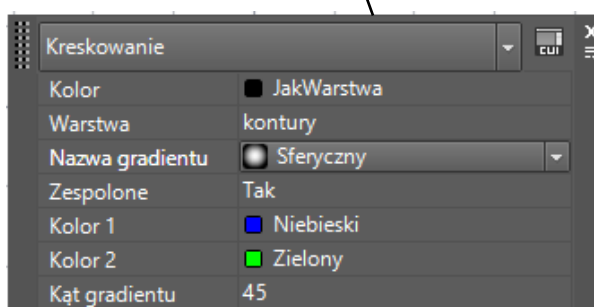 Kreskowanie
CUI
Kolor JakWarstwa
Warstwa kontury
Nazwa gradientu Sferyczny
Zespolone Tak
Kolor 1 Niebieski
Kolor 2 Zielony
Kąt gradientu 45